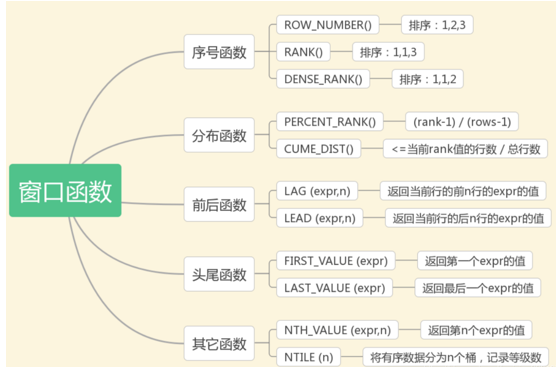 窗口函数
序号函数
ROW_NUMBER()
排序：1,2,3
RANK()
排序：1,1,3
DENSE_RANK()
排序：1,1,2
分布函数
PERCENT_RANK()
(rank-1) / (rows-1)
CUME_DIST()
<=当前rank值的行数 / 总行数
前后函数
LAG (expr,n)
返回当前行的前n行的expr的值
LEAD (expr,n)
返回当前行的后n行的expr的值
头尾函数
FIRST_VALUE (expr)
返回第一个expr的值
LAST_VALUE (expr)
返回最后一个expr的值
其它函数
NTH_VALUE (expr,n)
返回第n个expr的值
NTILE (n)
将有序数据分为n个桶，记录等级数